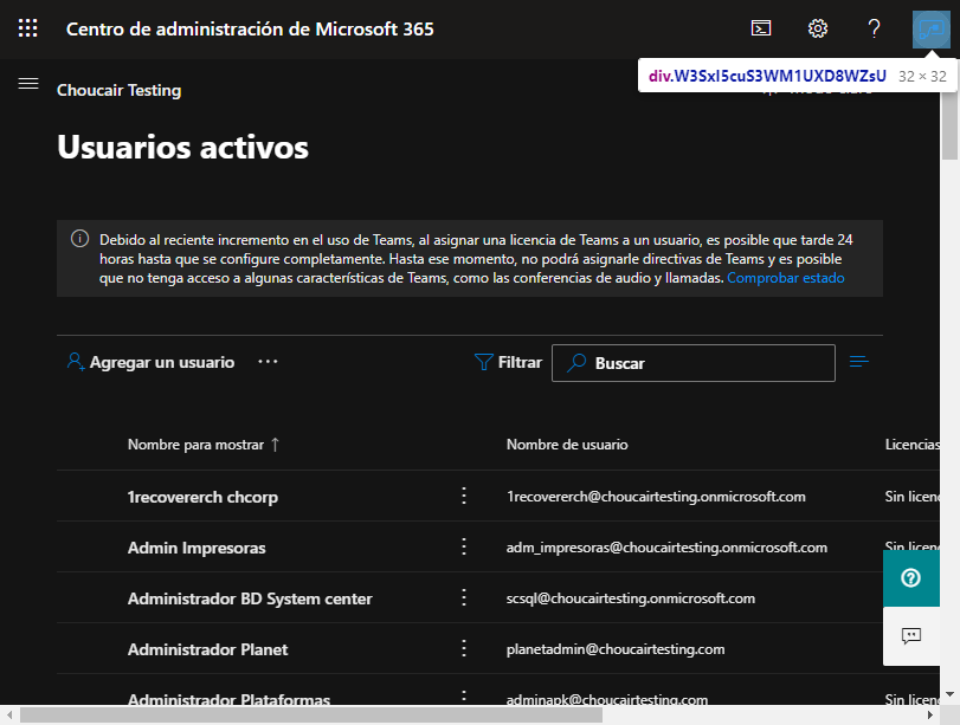 Centro de administración de Microsoft 365
?
div.W3SxI5cuS3WM1UXD8WZsU 32 × 32
Choucair Testing
Usuarios activos
Debido al reciente incremento en el uso de Teams, al asignar una licencia de Teams a un usuario, es posible que tarde 24
horas hasta que se configure completamente. Hasta ese momento, no podrá asignarle directivas de Teams y es posible
que no tenga acceso a algunas características de Teams, como las conferencias de audio y llamadas. Comprobar estado
Agregar un usuario ··· Filtrar Buscar
Nombre para mostrar ↑ Nombre de usuario Licencias
1recovererch chcorp 1recovererch@choucairtesting.onmicrosoft.com Sin licen
Admin Impresoras adm_impresoras@choucairtesting.onmicrosoft.com Sin licen
Administrador BD System center scsql@choucairtesting.onmicrosoft.com
Administrador Planet planetadmin@choucairtesting.com
Administrador Plataformas adminapk@choucairtesting.com Sin licen